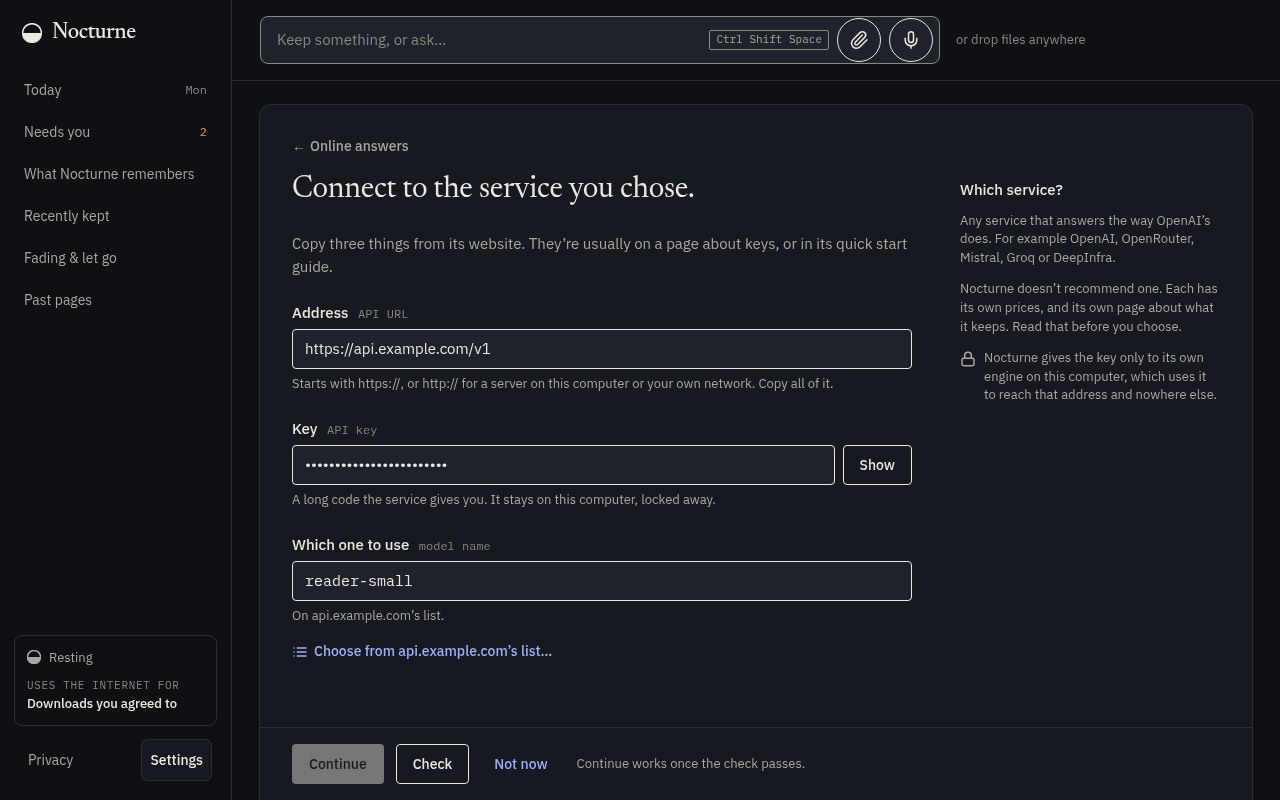 Nocturne
Today Mon
Needs you 2
What Nocturne remembers
Recently kept
Fading & let go
Past pages
Resting
USES THE INTERNET FOR
Downloads you agreed to
Privacy Settings
Keep something, or ask... Ctrl Shift Space or drop files anywhere
← Online answers
Connect to the service you chose.
Copy three things from its website. They’re usually on a page about keys, or in its quick start
guide.
Address API URL
https://api.example.com/v1
Starts with https://, or http:// for a server on this computer or your own network. Copy all of it.
Key API key
•••••••••••••••••••••••• Show
A long code the service gives you. It stays on this computer, locked away.
Which one to use model name
reader-small
On api.example.com’s list.
Choose from api.example.com’s list…
Which service?
Any service that answers the way OpenAI’s
does. For example OpenAI, OpenRouter,
Mistral, Groq or DeepInfra.
Nocturne doesn’t recommend one. Each has
its own prices, and its own page about what
it keeps. Read that before you choose.
Nocturne gives the key only to its own
engine on this computer, which uses it
to reach that address and nowhere else.
Continue Check Not now Continue works once the check passes.